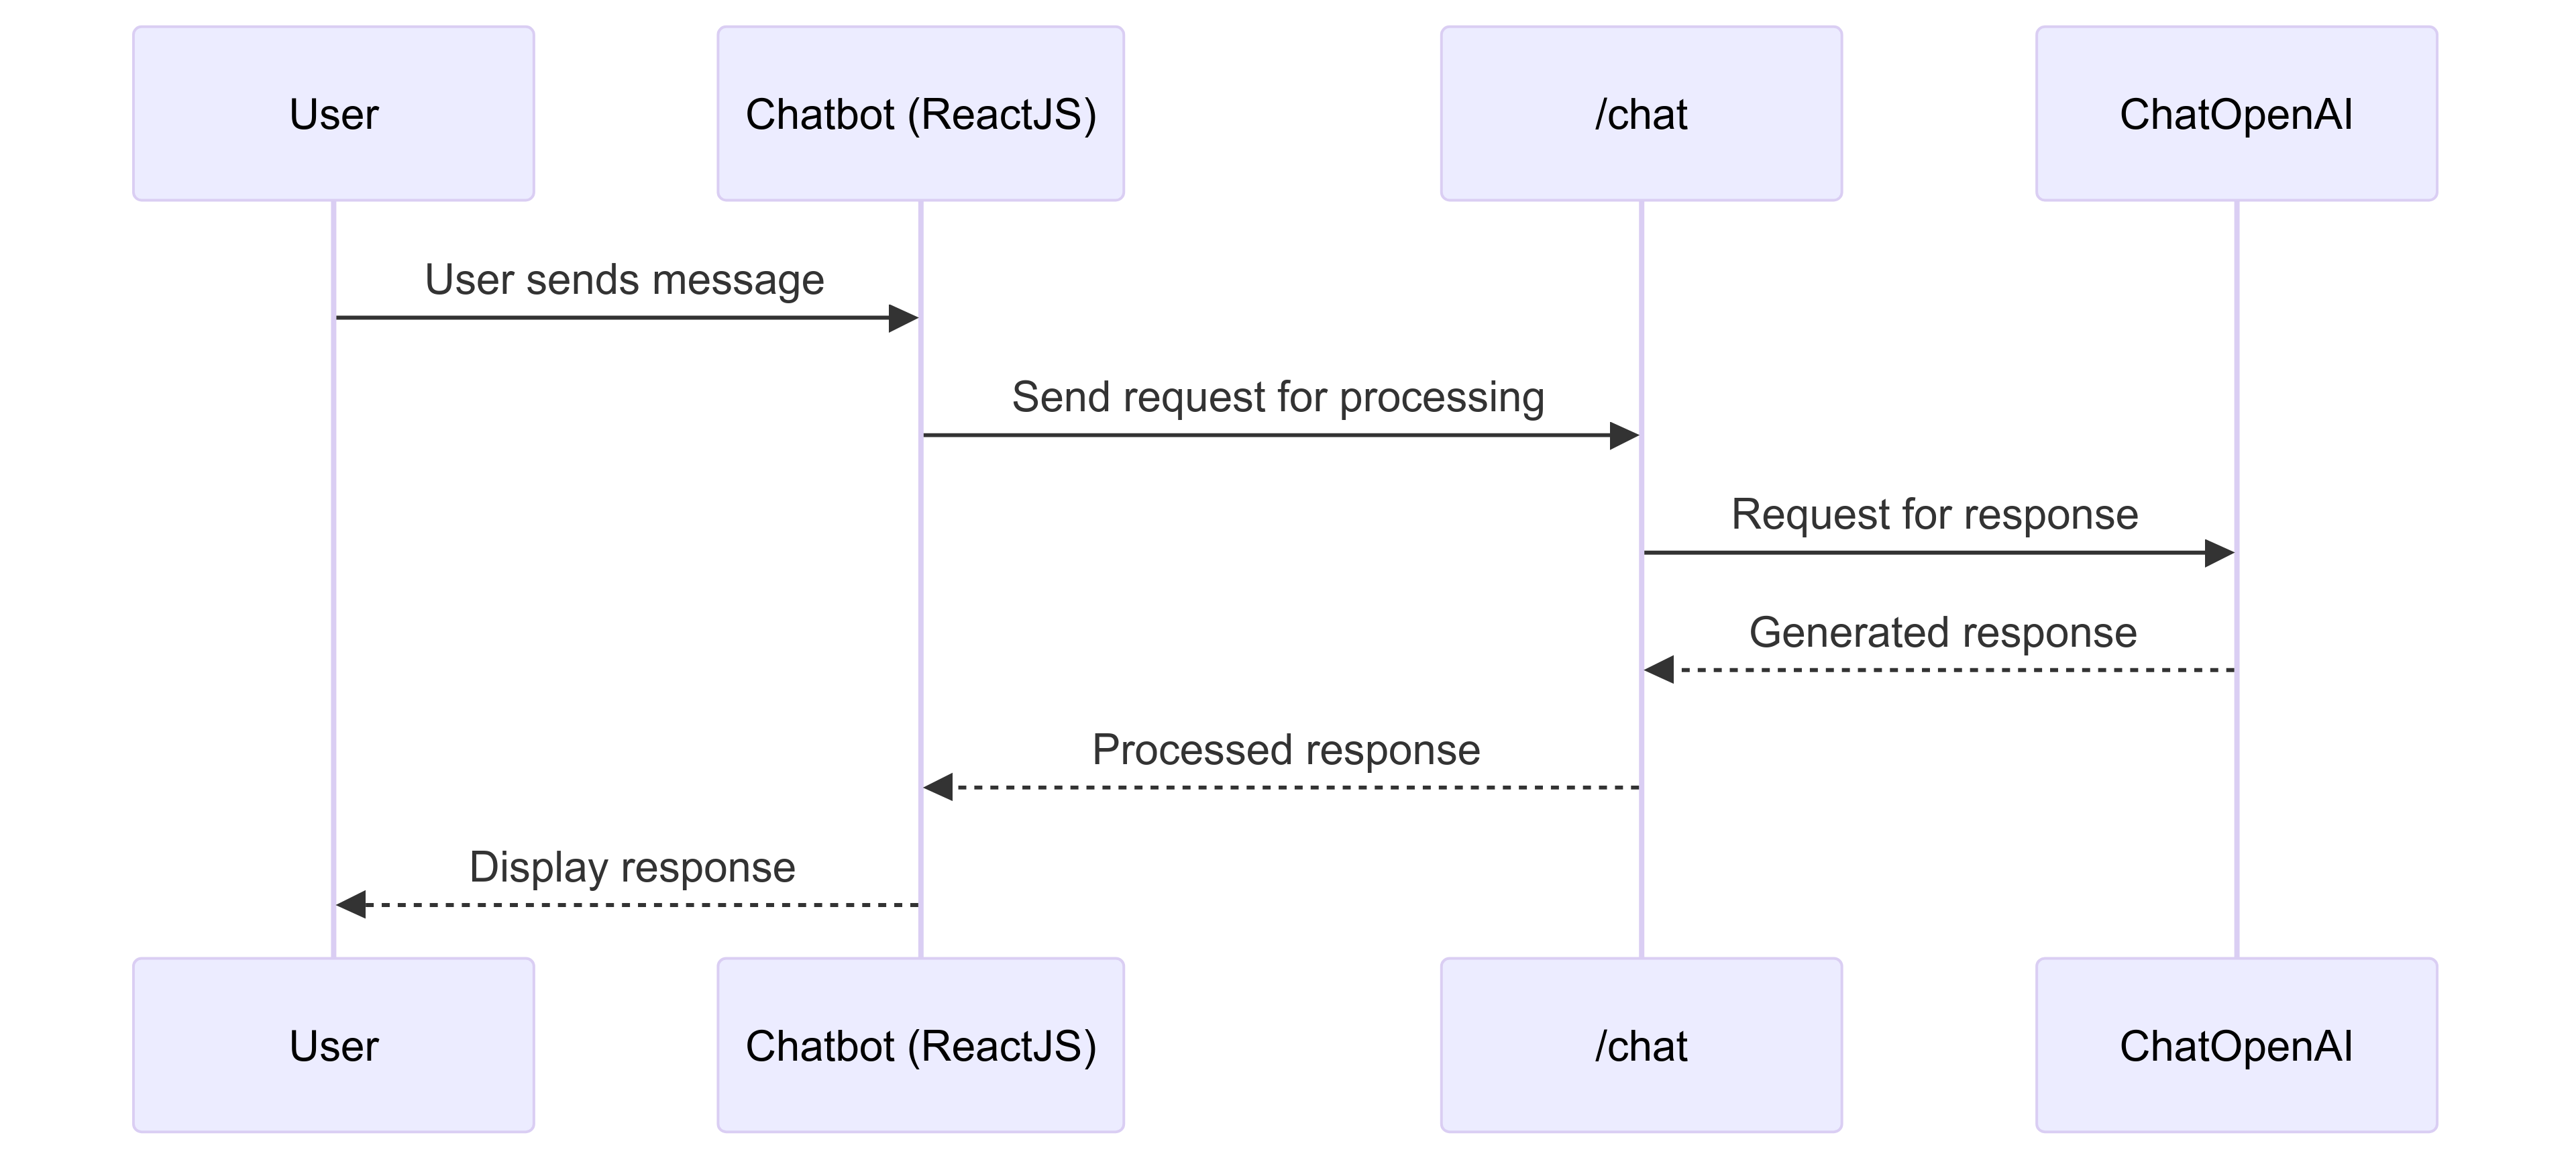 User
Chatbot (ReactJS)
/chat
ChatOpenAI
User sends message
Send request for processing
Request for response
Generated response
Processed response
Display response
User
Chatbot (ReactJS)
/chat
ChatOpenAI